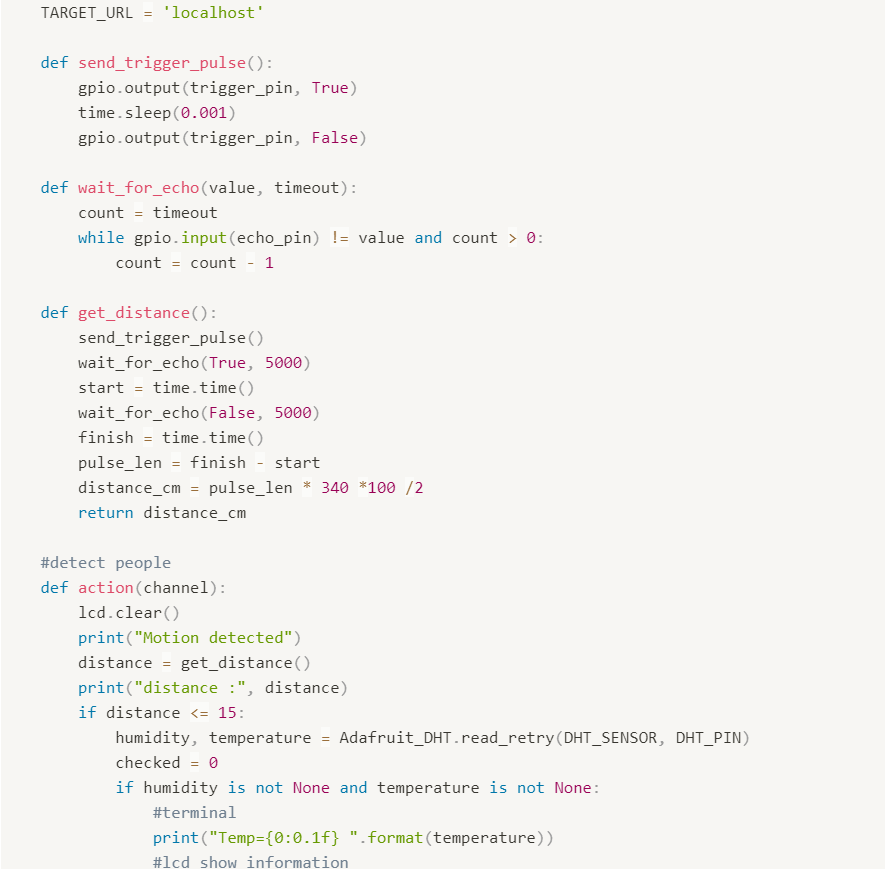 TARGET_URL = 'localhost'

def send_trigger_pulse():
    gpio.output(trigger_pin, True)
    time.sleep(0.001)
    gpio.output(trigger_pin, False)

def wait_for_echo(value, timeout):
    count = timeout
    while gpio.input(echo_pin) != value and count > 0:
        count = count - 1

def get_distance():
    send_trigger_pulse()
    wait_for_echo(True, 5000)
    start = time.time()
    wait_for_echo(False, 5000)
    finish = time.time()
    pulse_len = finish - start
    distance_cm = pulse_len * 340 *100 /2
    return distance_cm

#detect people
def action(channel):
    lcd.clear()
    print("Motion detected")
    distance = get_distance()
    print("distance :", distance)
    if distance <= 15:
        humidity, temperature = Adafruit_DHT.read_retry(DHT_SENSOR, DHT_PIN)
        checked = 0
        if humidity is not None and temperature is not None:
            #terminal
            print("Temp={0:0.1f} ".format(temperature))
            #lcd show information